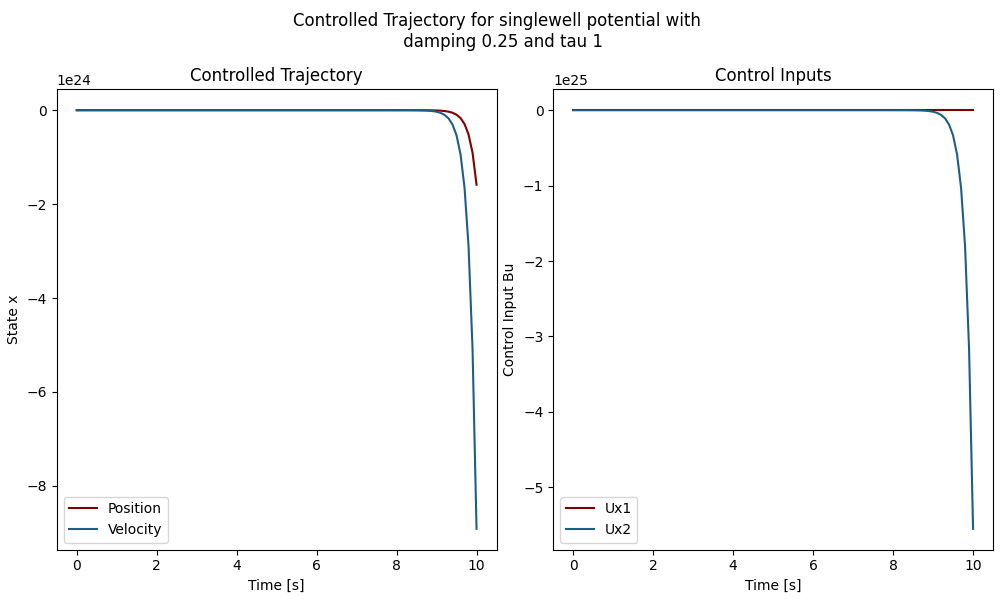 Controlled Trajectory for singlewell potential with
damping 0.25 and tau 1
Controlled Trajectory
1e24
0
−2
−4
−6
−8
State x
0 2 4 6 8 10
Time [s]
Position
Velocity
Control Inputs
1e25
0
−1
−2
−3
−4
−5
Control Input Bu
0 2 4 6 8 10
Time [s]
Ux1
Ux2